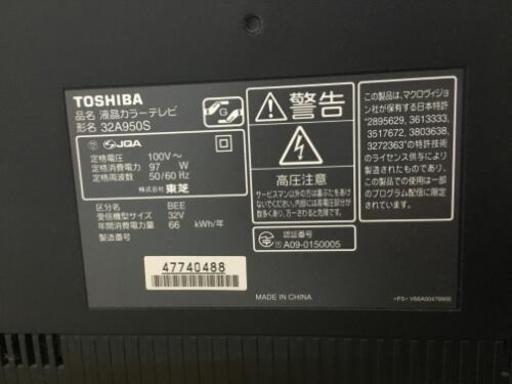 TOSHIBA
品名 液晶カラーテレビ
形名 32A950S
JQA
定格電圧 100V～
定格消費電力 97 W
定格周波数 50/60 Hz
株式会社 東芝
区分名 BEE
受信機型サイズ 32V
年間消費電力量 66 kWh/年
製造番号
47740488
警告
高圧注意
サービスマン以外の方は裏ぶたをあけないで
ください。内部には高電圧部分が
数多くあり、万一さわると危険です。
認証番号
A09-0150005
MADE IN CHINA
この製品は、マクロヴィジョ
ン社が保有する日本特許
"2895629, 3613333,
3517672, 3803638,
3272363"の特許等
のライセンス供与により
製造されたものです。
この製品で使用は一部
のプログラム配信に限定
されています。